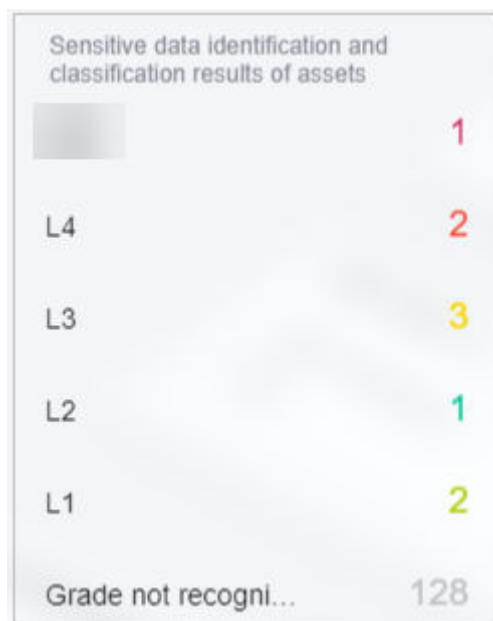 Sensitive data identification and
classification results of assets
1
L4 2
L3 3
L2 1
L1 2
Grade not recogni... 128